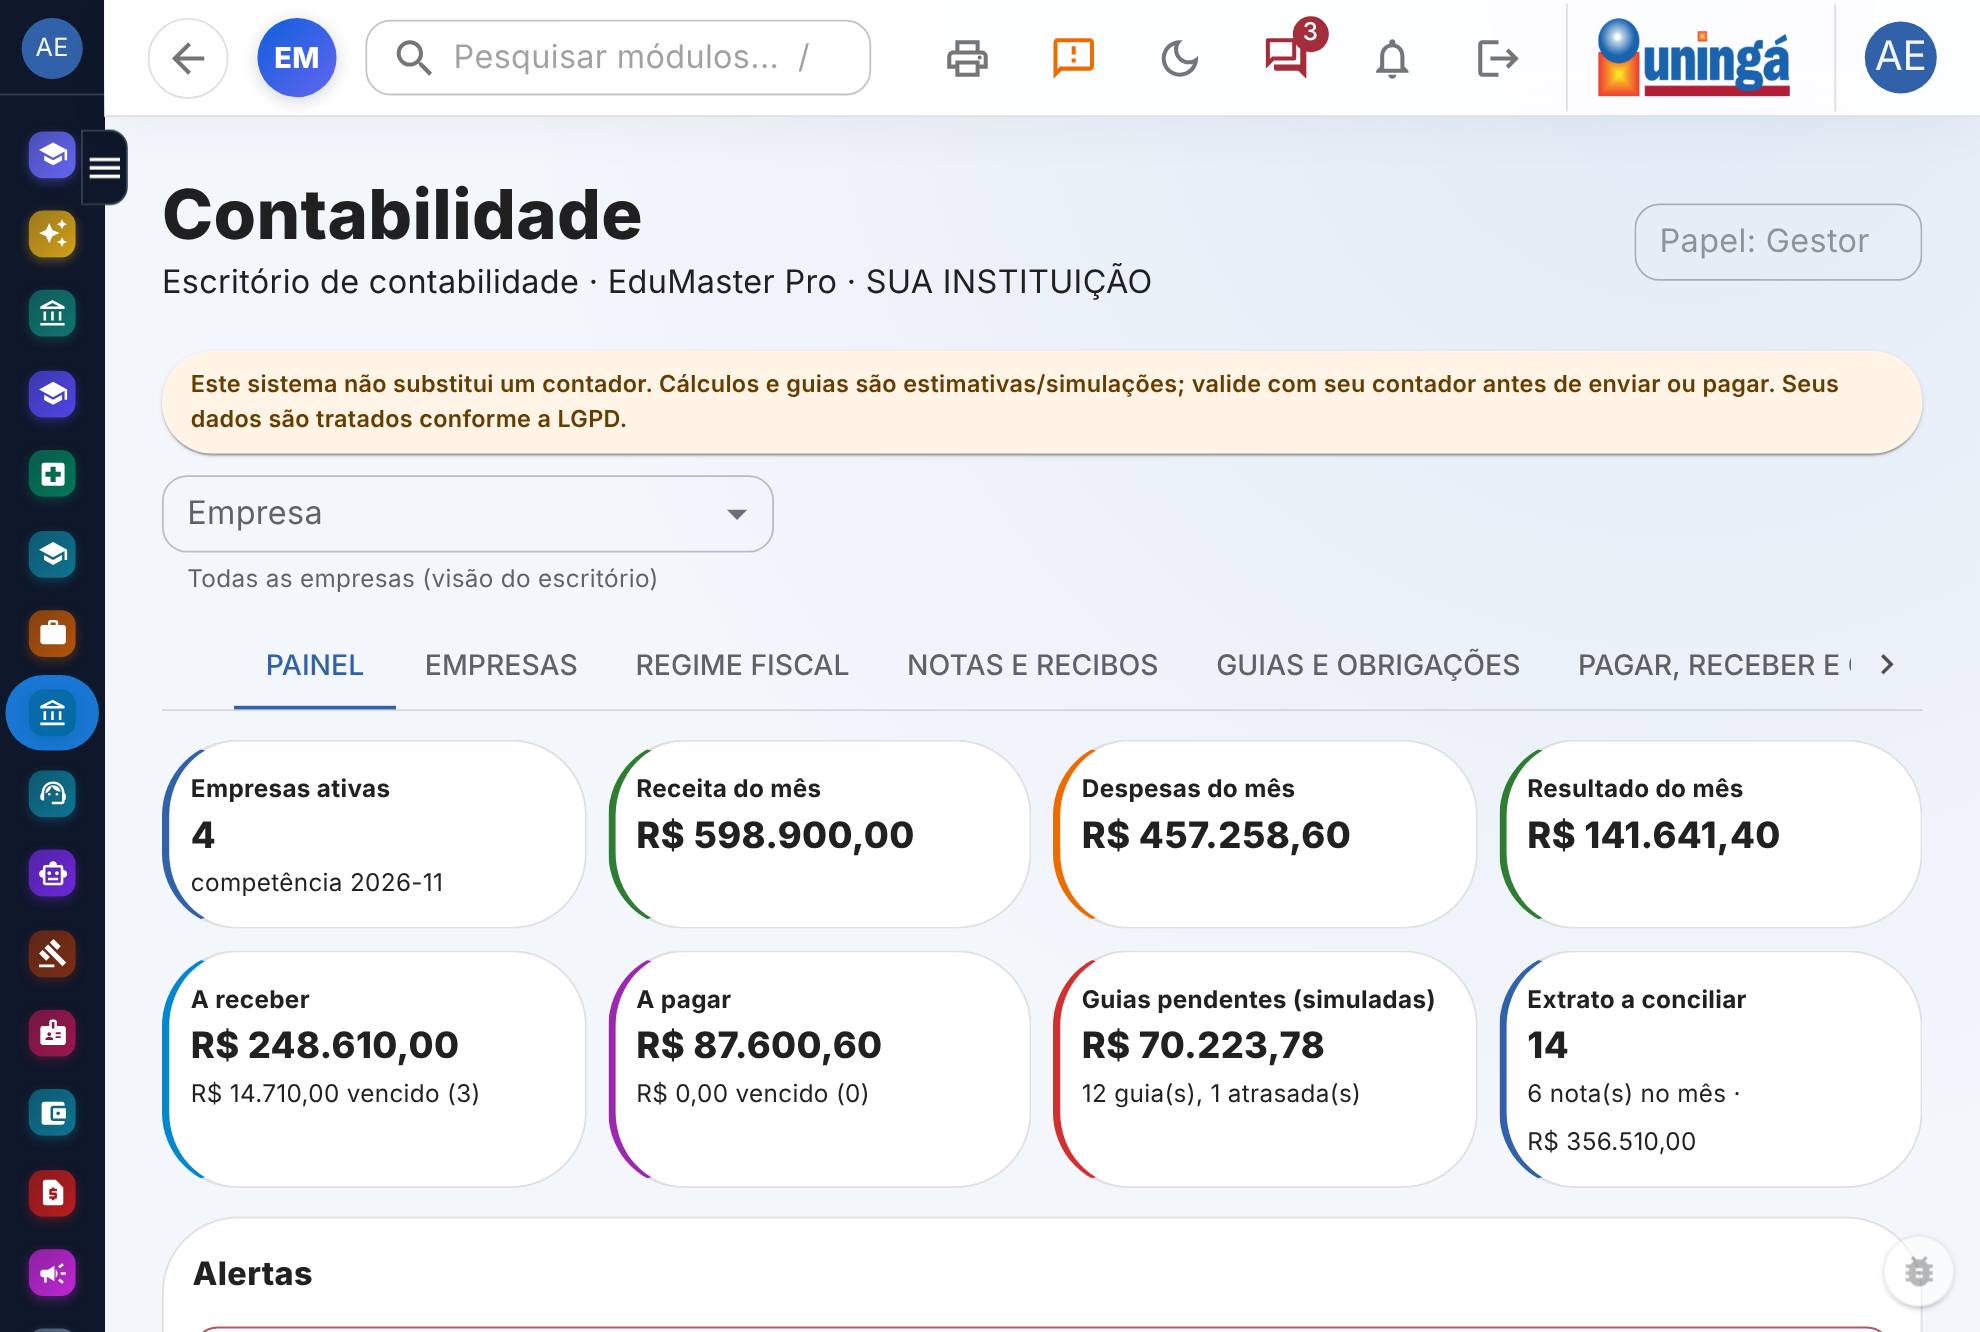 AE
EM
Pesquisar módulos... /
3
uningá
AE
Contabilidade
Escritório de contabilidade · EduMaster Pro · SUA INSTITUIÇÃO
Papel: Gestor
Este sistema não substitui um contador. Cálculos e guias são estimativas/simulações; valide com seu contador antes de enviar ou pagar. Seus
dados são tratados conforme a LGPD.
Empresa
Todas as empresas (visão do escritório)
PAINEL EMPRESAS REGIME FISCAL NOTAS E RECIBOS GUIAS E OBRIGAÇÕES PAGAR, RECEBER E
Empresas ativas
4
competência 2026-11
Receita do mês
R$ 598.900,00
Despesas do mês
R$ 457.258,60
Resultado do mês
R$ 141.641,40
A receber
R$ 248.610,00
R$ 14.710,00 vencido (3)
A pagar
R$ 87.600,60
R$ 0,00 vencido (0)
Guias pendentes (simuladas)
R$ 70.223,78
12 guia(s), 1 atrasada(s)
Extrato a conciliar
14
6 nota(s) no mês ·
R$ 356.510,00
Alertas